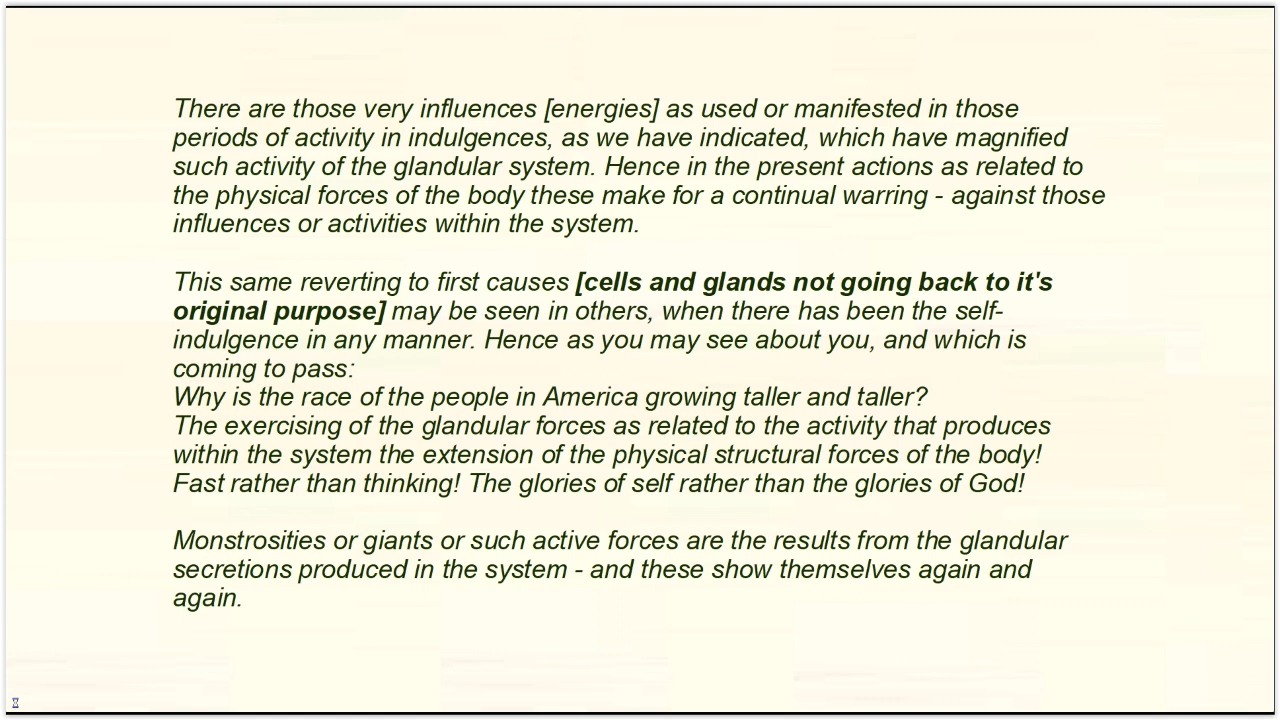 There are those very influences [energies] as used or manifested in those
periods of activity in indulgences, as we have indicated, which have magnified
such activity of the glandular system. Hence in the present actions as related to
the physical forces of the body these make for a continual warring - against those
influences or activities within the system.
This same reverting to first causes [cells and glands not going back to it's
original purpose] may be seen in others, when there has been the self-
indulgence in any manner. Hence as you may see about you, and which is
coming to pass:
Why is the race of the people in America growing taller and taller?
The exercising of the glandular forces as related to the activity that produces
within the system the extension of the physical structural forces of the body!
Fast rather than thinking! The glories of self rather than the glories of God!
Monstrosities or giants or such active forces are the results from the glandular
secretions produced in the system - and these show themselves again and
again.